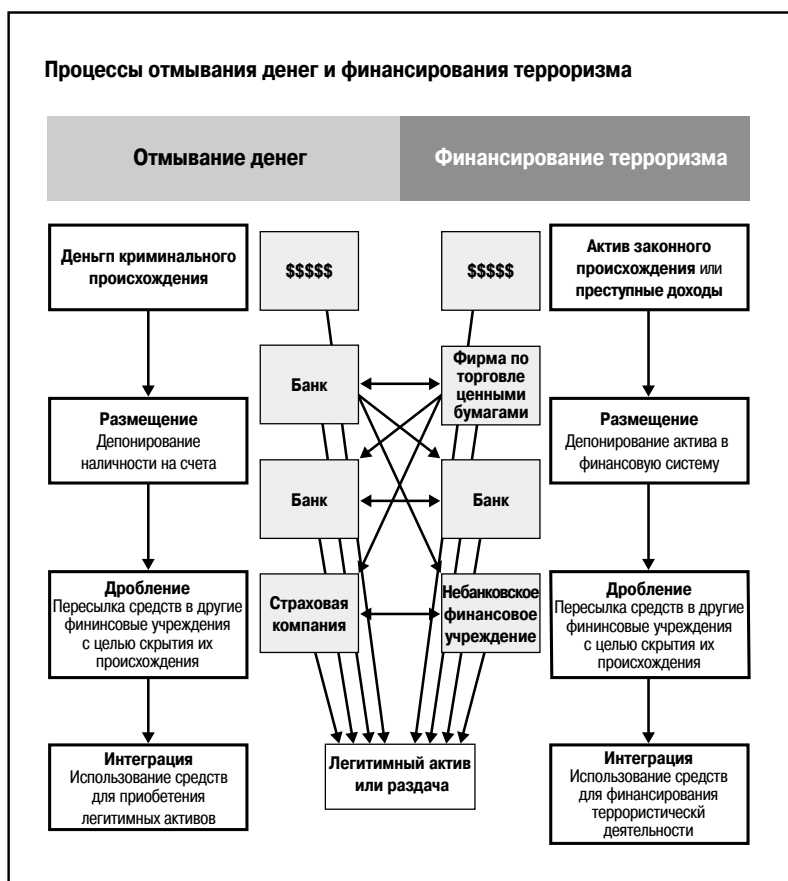 Процессы отмывания денег и финансирования терроризма
Отмывание денег
Финансирование терроризма
Деньгп криминального
происхождения
$$$$$
$$$$$
Актив законного
происхождения или
преступные доходы
Банк
Фирма по
торговле
ценными
бумагами
Размещение
Депонирование
наличности на счета
Размещение
Депонирование актива в
финансовую систему
Банк
Банк
Дробление
Пересылка средств в другие
фининсовые учреждения
с целью скрытия их
происхождения
Страховая
компания
Небанковское
финансовое
учреждение
Дробление
Пересылка средств в другие
фининсовые учреждения
с целью скрытия их
происхождения
Интеграция
Использование средств
для приобетения
легитимных активов
Легитимный актив
или раздача
Интеграция
Использование средств
для финансирования
террористичекй
деятельности